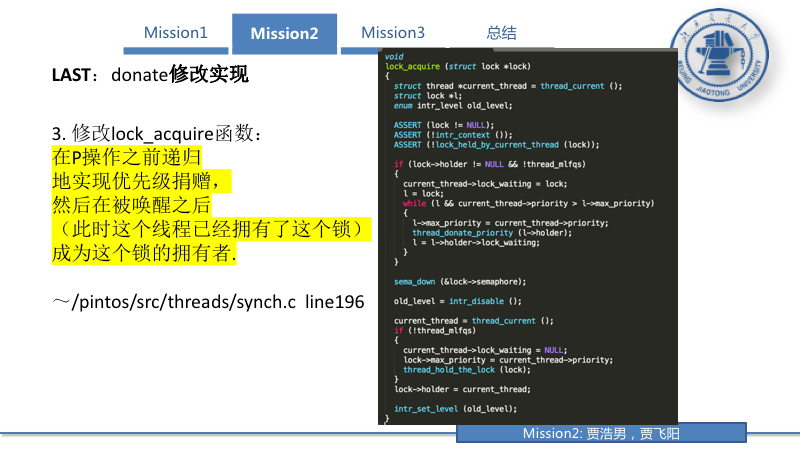 Mission1
Mission2
Mission3
总结
LAST：donate修改实现
3. 修改lock_acquire函数：
在P操作之前递归
地实现优先级捐赠，
然后在被唤醒之后
（此时这个线程已经拥有了这个锁）
成为这个锁的拥有者.
～/pintos/src/threads/synch.c line196
void
lock_acquire (struct lock *lock)
{
struct thread *current_thread = thread_current ();
struct lock *l;
enum intr_level old_level;
ASSERT (lock != NULL);
ASSERT (!intr_context ());
ASSERT (!lock_held_by_current_thread (lock));
if (lock->holder != NULL && !thread_mlfqs)
{
current_thread->lock_waiting = lock;
l = lock;
while (l && current_thread->priority > l->max_priority)
{
l->max_priority = current_thread->priority;
thread_donate_priority (l->holder);
l = l->holder->lock_waiting;
}
}
sema_down (&lock->semaphore);
old_level = intr_disable ();
current_thread = thread_current ();
if (!thread_mlfqs)
{
current_thread->lock_waiting = NULL;
lock->max_priority = current_thread->priority;
thread_hold_the_lock (lock);
}
lock->holder = current_thread;
intr_set_level (old_level);
}
BEIJING JIAOTONG UNIVERSITY
Mission2: 贾浩男，贾飞阳